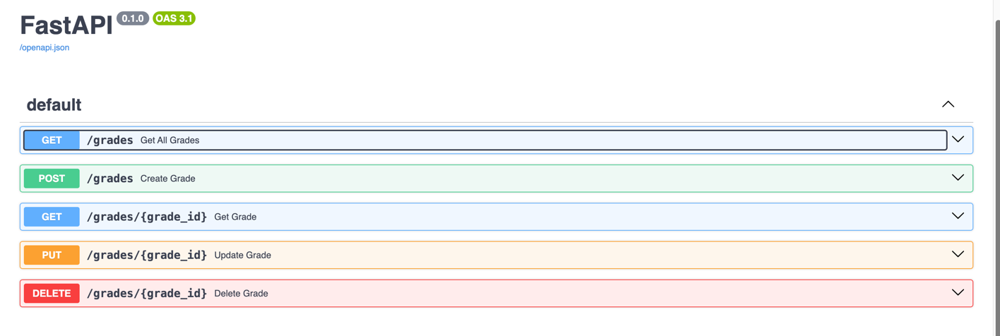 FastAPI 0.1.0 OAS 3.1
/openapi.json
default
GET /grades Get All Grades
POST /grades Create Grade
GET /grades/{grade_id} Get Grade
PUT /grades/{grade_id} Update Grade
DELETE /grades/{grade_id} Delete Grade